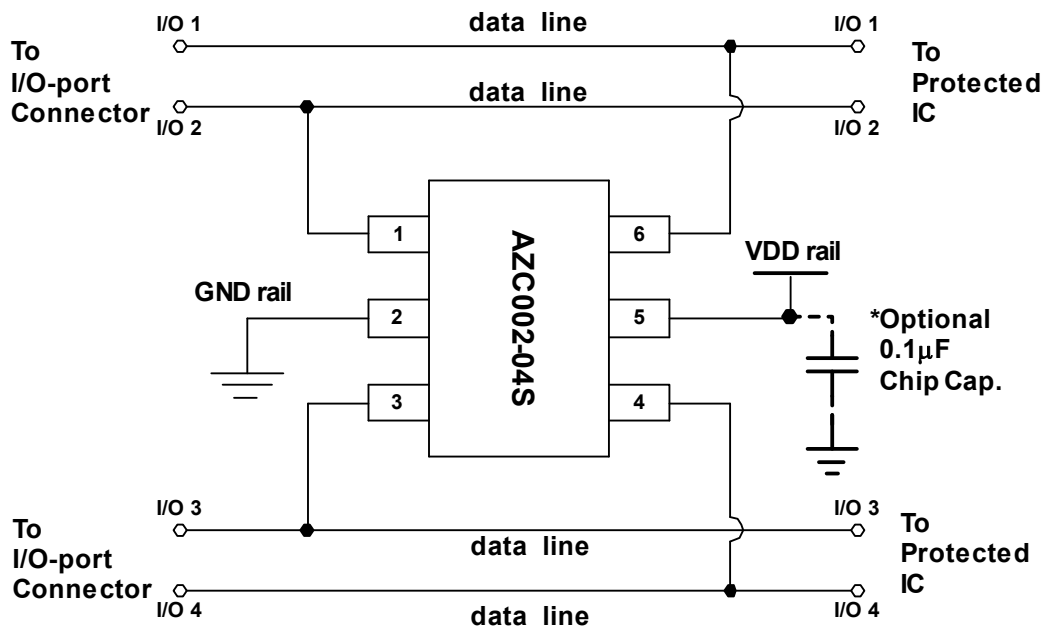 I/O 1
data line
I/O 1
To
I/O-port
Connector
To
Protected
IC
data line
I/O 2
I/O 2
AZC002-04S
1
6
VDD rail
GND rail
2
5
*Optional
0.1μF
Chip Cap.
3
4
I/O 3
I/O 3
To
I/O-port
Connector
To
Protected
IC
data line
I/O 4
I/O 4
data line